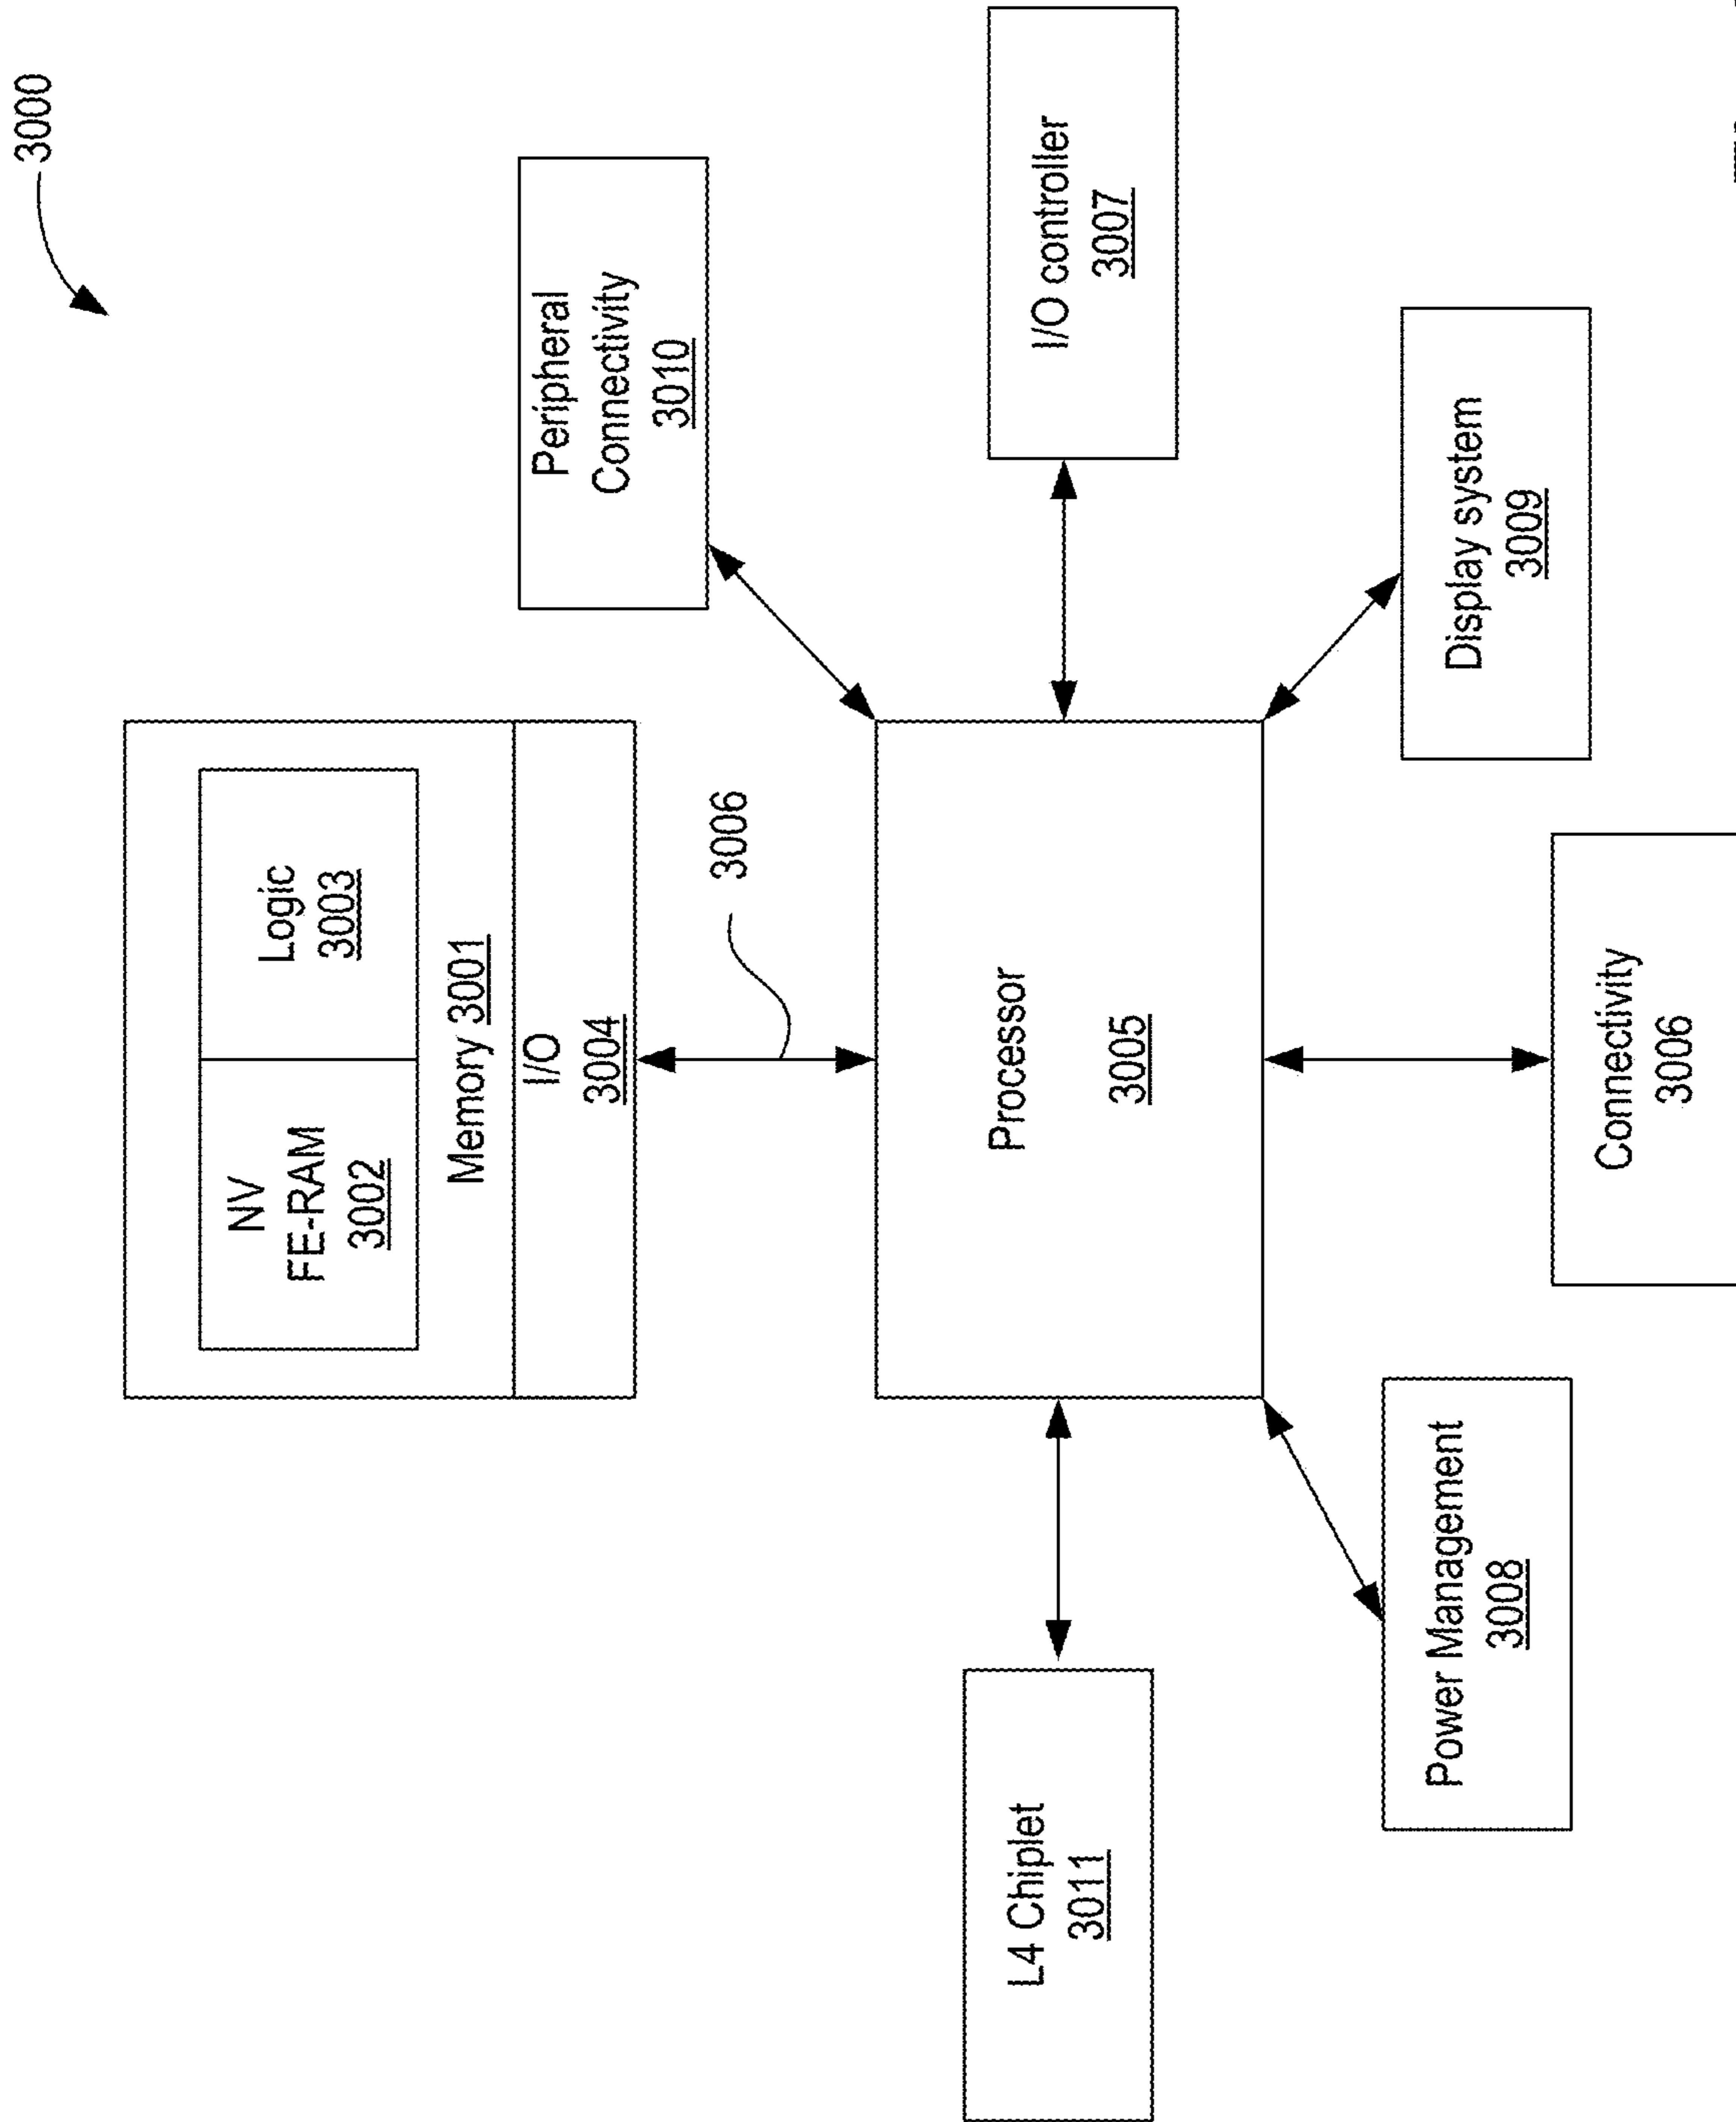 3000
NV
FE-RAM
3002
Logic
3003
Memory 3001
I/O
3004
3006
Peripheral
Connectivity
3010
L4 Chiplet
3011
Processor
3005
I/O controller
3007
Power Management
3008
Connectivity
3006
Display system
3009